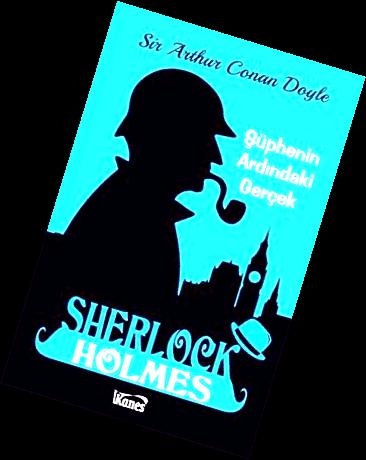 Sir Arthur Conan Doyle
Şüphenin
Ardındaki
Gerçek
SHERLOCK
HOLMES
Kanes